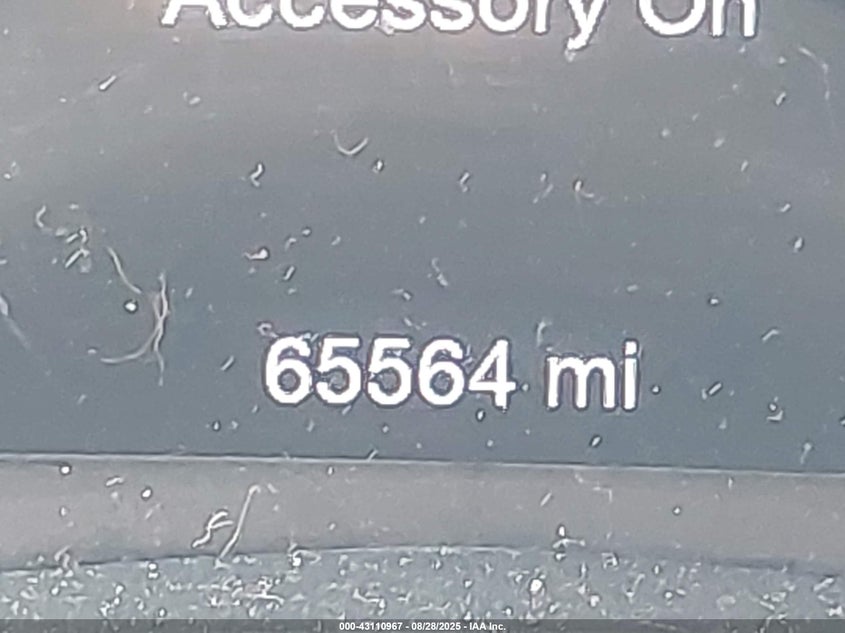 Accessory On
65564 mi
000-43110967 - 08/28/2025 - IAA Inc.